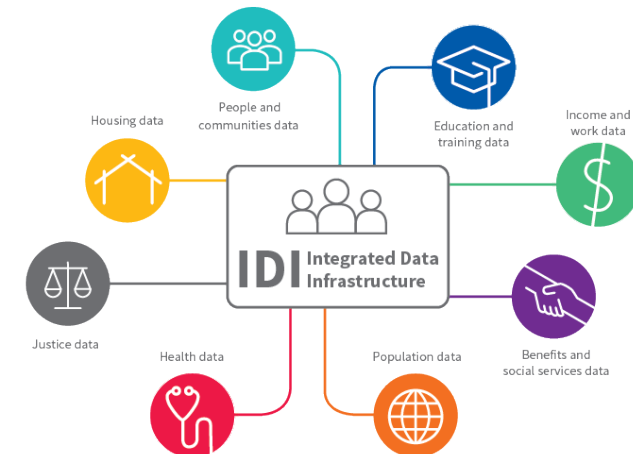 People and
communities data
Education and
training data
Income and
work data
Housing data
IDI Integrated Data
Infrastructure
Justice data
Benefits and
social services data
Health data
Population data